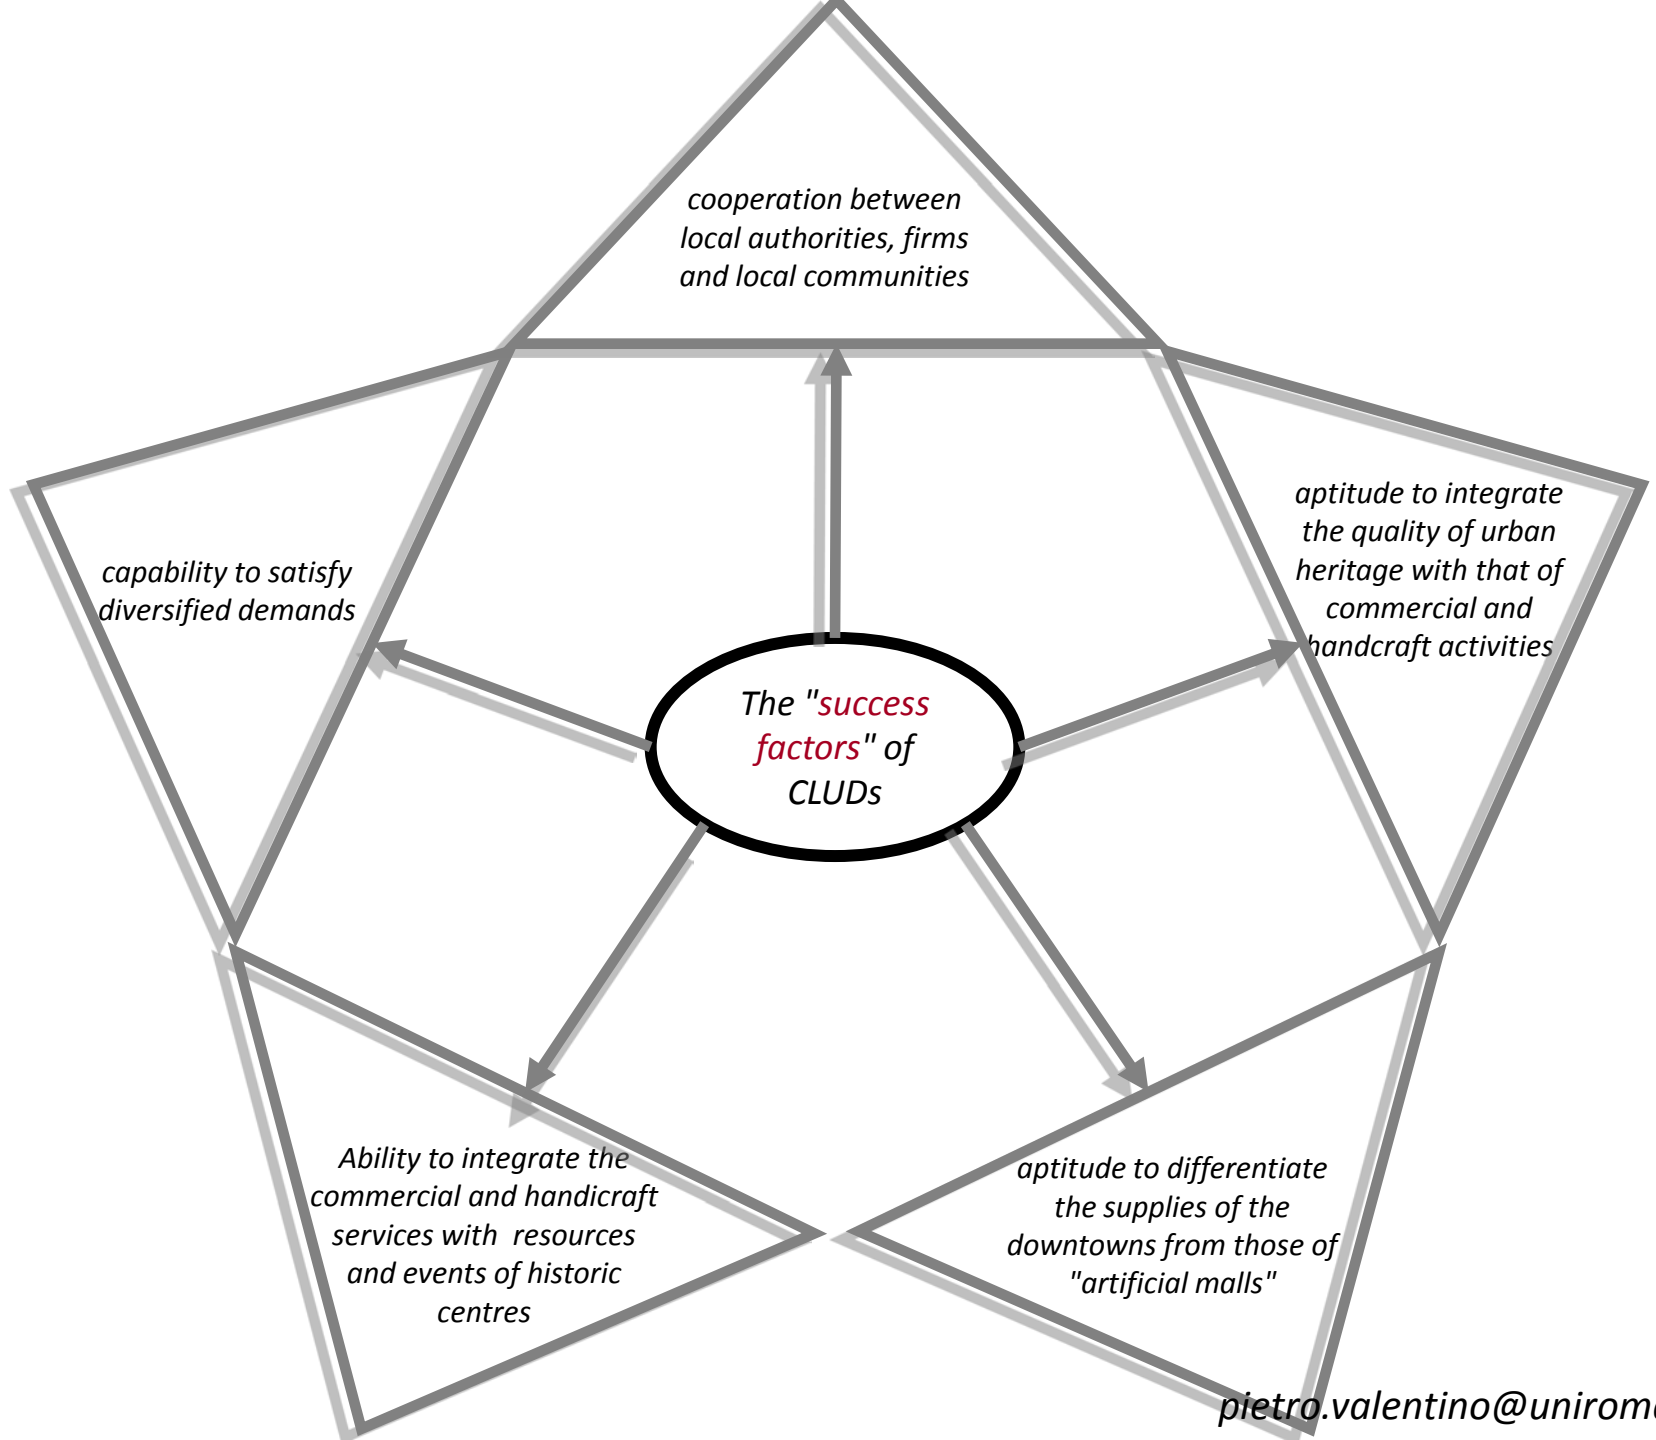 cooperation between
local authorities, firms
and local communities
aptitude to integrate
the quality of urban
heritage with that of
commercial and
handcraft activities
capability to satisfy
diversified demands
The "success
factors" of
CLUDs
Ability to integrate the
commercial and handicraft
services with resources
and events of historic
centres
aptitude to differentiate
the supplies of the
downtowns from those of
"artificial malls"
pietro.valentino@uniroma